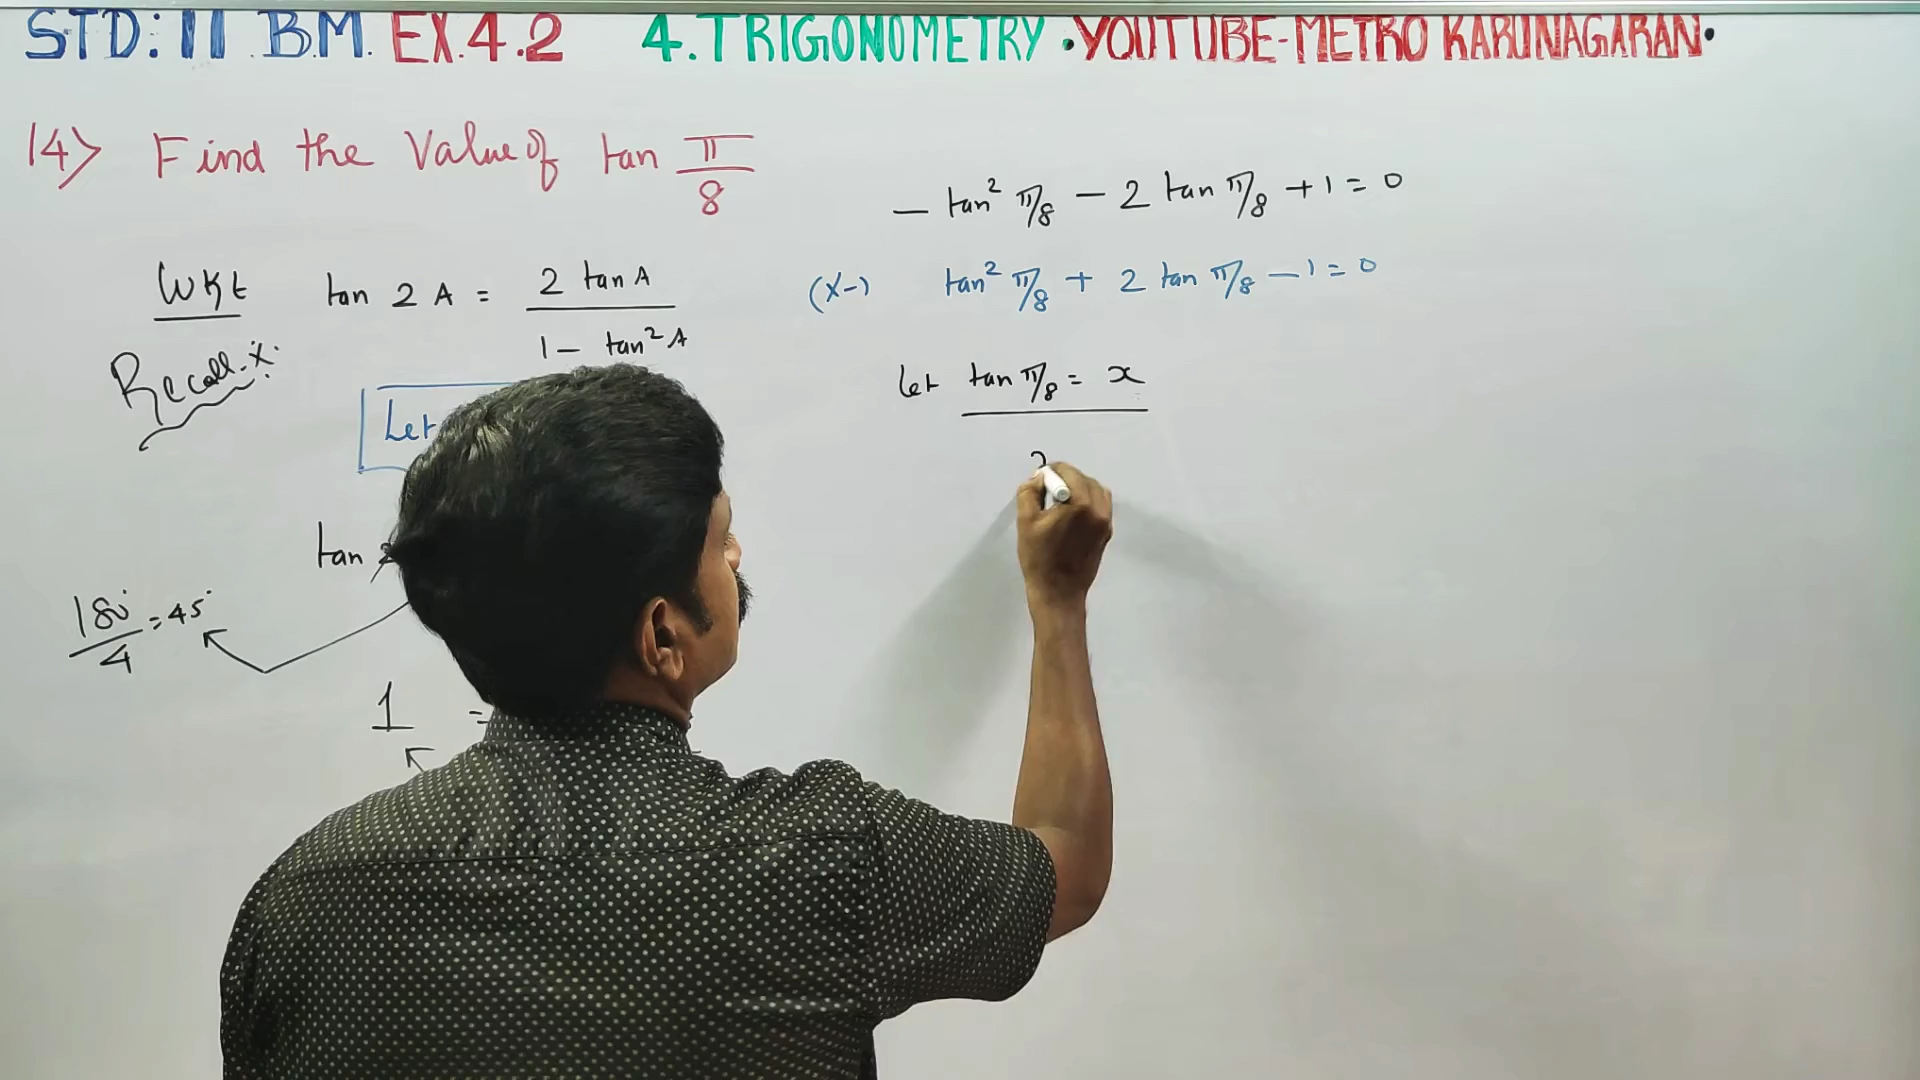 STD: 11 B.M. EX.4.2 4. TRIGONOMETRY • YOUTUBE-METRO KARUNAGARAN •
14) Find the Value of tan π/8
WKt tan 2A = 2 tan A / 1 - tan² A
Recall
Let
tan
180°/4 = 45°
1 =
- tan² π/8 - 2 tan π/8 + 1 = 0
(x-) tan² π/8 + 2 tan π/8 - 1 = 0
Let tan π/8 = x